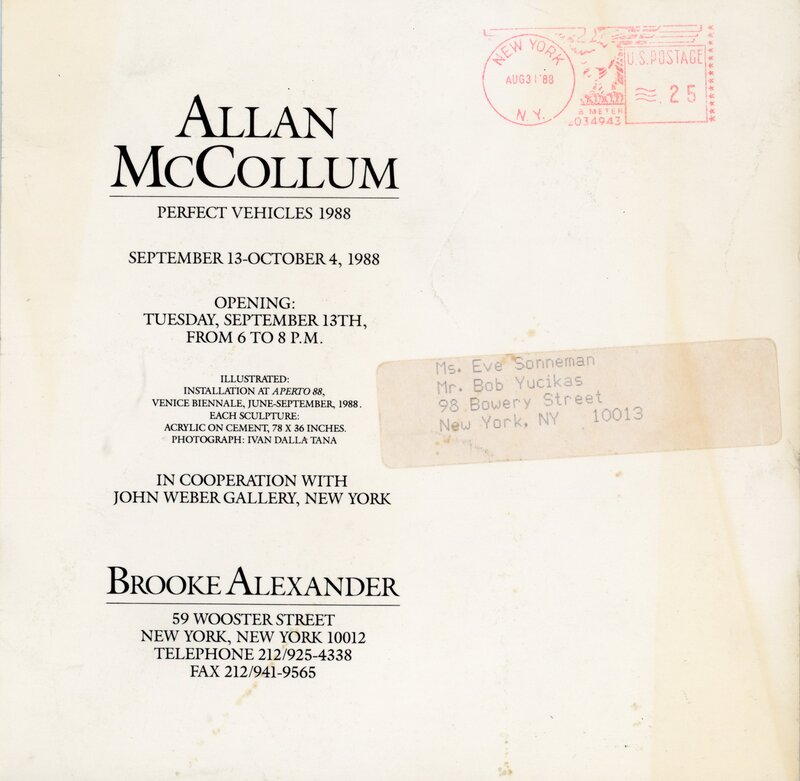 NEW YORK
AUG 31 '88
N.Y.
U.S. POSTAGE
.25
METER
034943
ALLAN
MCCOLLUM
PERFECT VEHICLES 1988
SEPTEMBER 13-OCTOBER 4, 1988
OPENING:
TUESDAY, SEPTEMBER 13TH,
FROM 6 TO 8 P.M.
ILLUSTRATED:
INSTALLATION AT APERTO 88,
VENICE BIENNALE, JUNE-SEPTEMBER, 1988.
EACH SCULPTURE:
ACRYLIC ON CEMENT, 78 X 36 INCHES.
PHOTOGRAPH: IVAN DALLA TANA
IN COOPERATION WITH
JOHN WEBER GALLERY, NEW YORK
Ms. Eve Sonneman
Mr. Bob Yucikas
98 Bowery Street
New York, NY 10013
BROOKE ALEXANDER
59 WOOSTER STREET
NEW YORK, NEW YORK 10012
TELEPHONE 212/925-4338
FAX 212/941-9565